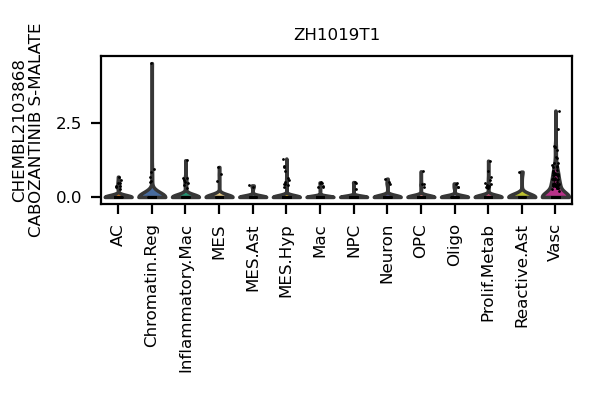 ZH1019T1
CHEMBL2103868
CABOZANTINIB S-MALATE
2.5
0.0
AC
Chromatin.Reg
Inflammatory.Mac
MES
MES.Ast
MES.Hyp
Mac
NPC
Neuron
OPC
Oligo
Prolif.Metab
Reactive.Ast
Vasc